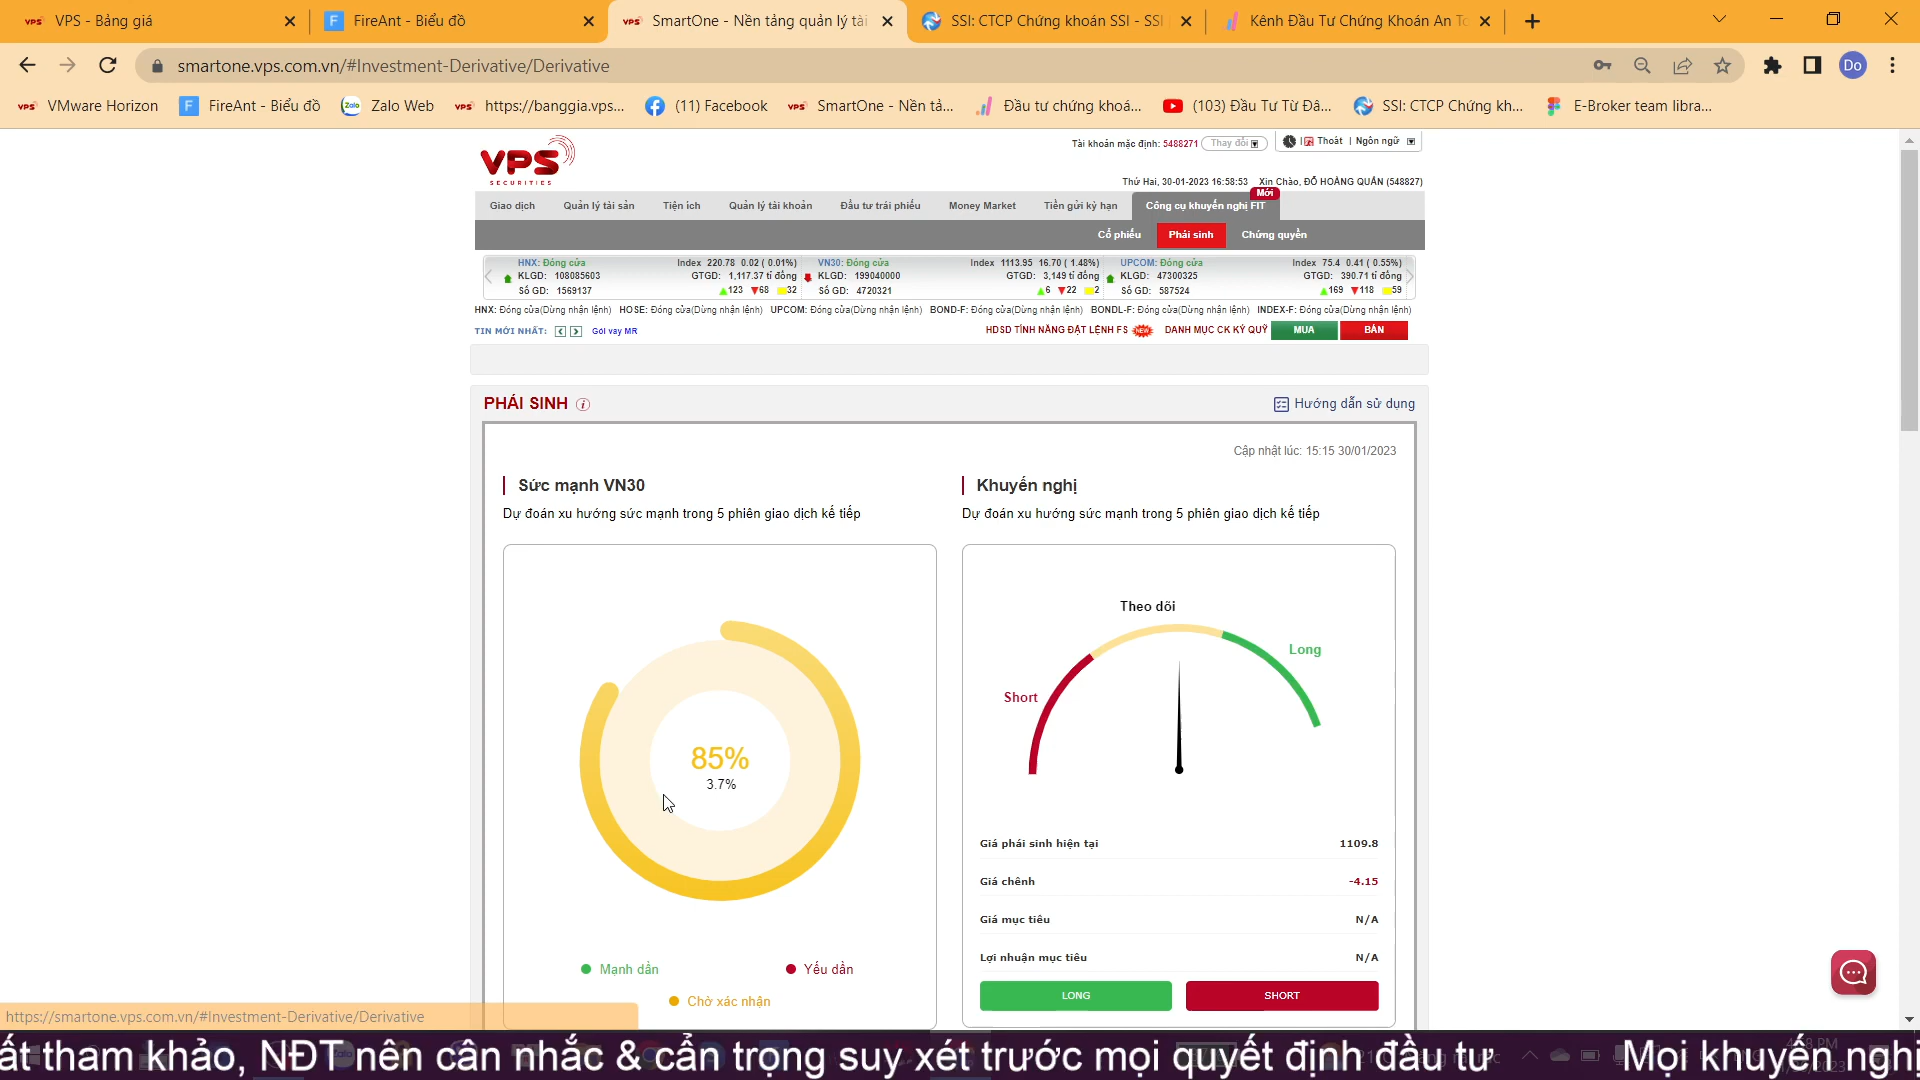 VPS - Bảng giá
FireAnt - Biểu đồ
SmartOne - Nền tảng quản lý tài
SSI: CTCP Chứng khoán SSI - SSI
Kênh Đầu Tư Chứng Khoán An To
smartone.vps.com.vn/#Investment-Derivative/Derivative
Do
VMware Horizon
FireAnt - Biểu đồ
Zalo Web
https://banggia.vps...
(11) Facebook
SmartOne - Nền tả...
Đầu tư chứng khoá...
(103) Đầu Tư Từ Đâ...
SSI: CTCP Chứng kh...
E-Broker team libra...
VPS
SECURITIES
Tài khoản mặc định: 5488271 Thay đổi
| Thoát | Ngôn ngữ
Thứ Hai, 30-01-2023 16:58:53 Xin Chào, ĐỖ HOÀNG QUÂN (548827)
Mới
Giao dịch Quản lý tài sản Tiện ích Quản lý tài khoản Đầu tư trái phiếu Money Market Tiền gửi kỳ hạn Công cụ khuyến nghị FIT
Cổ phiếu Phái sinh Chứng quyền
HNX: Đóng cửa Index 220.78 0.02 ( 0.01%) VN30: Đóng cửa Index 1113.95 16.70 ( 1.48%) UPCOM: Đóng cửa Index 75.4 0.41 ( 0.55%)
KLGD: 108085603 GTGD: 1,117.37 tỉ đồng KLGD: 199040000 GTGD: 3,149 tỉ đồng KLGD: 47300325 GTGD: 390.71 tỉ đồng
Số GD: 1569137 123 68 32 Số GD: 4720321 6 22 2 Số GD: 587524 169 118 59
HNX: Đóng cửa(Dừng nhận lệnh) HOSE: Đóng cửa(Dừng nhận lệnh) UPCOM: Đóng cửa(Dừng nhận lệnh) BOND-F: Đóng cửa(Dừng nhận lệnh) BONDL-F: Đóng cửa(Dừng nhận lệnh) INDEX-F: Đóng cửa(Dừng nhận lệnh)
TIN MỚI NHẤT: Gói vay MR HDSD TÍNH NĂNG ĐẶT LỆNH FS NEW DANH MỤC CK KÝ QUỸ MUA BÁN
PHÁI SINH
Hướng dẫn sử dụng
Cập nhật lúc: 15:15 30/01/2023
Sức mạnh VN30
Dự đoán xu hướng sức mạnh trong 5 phiên giao dịch kế tiếp
85%
3.7%
Mạnh dần
Yếu dần
Chờ xác nhận
Khuyến nghị
Dự đoán xu hướng sức mạnh trong 5 phiên giao dịch kế tiếp
Theo dõi
Long
Short
Giá phái sinh hiện tại 1109.8
Giá chênh -4.15
Giá mục tiêu N/A
Lợi nhuận mục tiêu N/A
LONG SHORT
https://smartone.vps.com.vn/#Investment-Derivative/Derivative
ất tham khảo, NĐT nên cân nhắc & cẩn trọng suy xét trước mọi quyết định đầu tư Mọi khuyến nghị